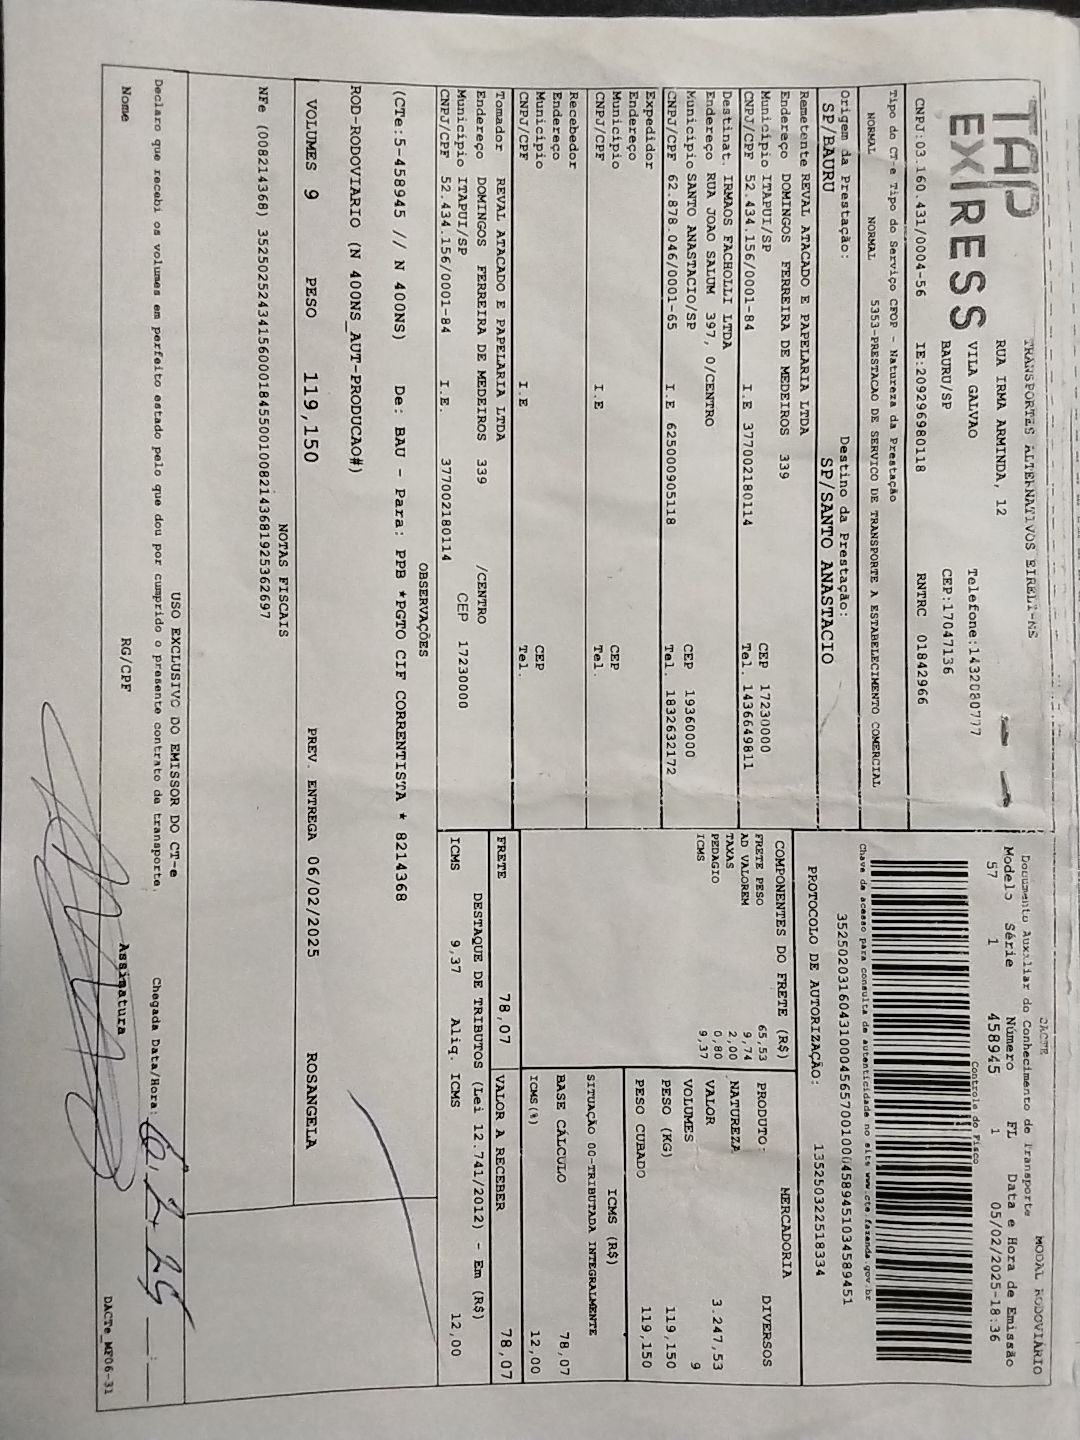 TAP EXPRESS
TRANSPORTES ALTERNATIVOS EIRELI-ME
RUA IRMA ARMINDA, 12
VILA GALVAO
BAURU/SP
Telefone:1432080777
CEP:17047136
CNPJ:03.160.431/0004-56 IE:209296980118 RNTRC 01842966
DACTE MODAL RODOVIÁRIO
Documento Auxiliar do Conhecimento de Transporte
Modelo Série Número FL Data e Hora de Emissão
57 1 458945 1 05/02/2025-18:36
Controle do Fisco
Chave de acesso para consulta de autenticidade no site www.cte.fazenda.gov.br
PROTOCOLO DE AUTORIZAÇÃO: 135250322518334
Tipo do CT-e Tipo do Serviço CFOP - Natureza da Prestação
NORMAL NORMAL 5353-PRESTACAO DE SERVICO DE TRANSPORTE A ESTABELECIMENTO COMERCIAL
Origem da Prestação: Destino da Prestação:
SP/BAURU SP/SANTO ANASTACIO
Remetente REVAL ATACADO E PAPELARIA LTDA
Endereço DOMINGOS FERREIRA DE MEDEIROS 339
Município ITAPUI/SP CEP 17230000
CNPJ/CPF 52.434.156/0001-84 I.E 377002180114 Tel. 1436649811
Destinat. IRMAOS FACHOLLI LTDA
Endereço RUA JOAO SALUM 397, 0/CENTRO
Município SANTO ANASTACIO/SP CEP 19360000
CNPJ/CPF 62.878.046/0001-65 I.E 625000905118 Tel. 1832632172
Expedidor
Endereço
Município CEP
CNPJ/CPF I.E Tel.
Recebedor
Endereço
Município CEP
CNPJ/CPF I.E Tel.
Tomador REVAL ATACADO E PAPELARIA LTDA
Endereço DOMINGOS FERREIRA DE MEDEIROS 339 /CENTRO
Município ITAPUI/SP CEP 17230000
CNPJ/CPF 52.434.156/0001-84 I.E. 377002180114
COMPONENTES DO FRETE (R$)
FRETE PESO 65,53
AD VALOREM 9,74
TAXAS 2,00
PEDAGIO 0,80
ICMS 9,37
MERCADORIA
PRODUTO: DIVERSOS
NATUREZA
VALOR 3.247,53
VOLUMES 9
PESO (KG) 119,150
PESO CUBADO 119,150
ICMS (R$)
SITUAÇÃO 00-TRIBUTADA INTEGRALMENTE
BASE CÁLCULO 78,07
ICMS(%) 12,00
FRETE 78,07 VALOR A RECEBER 78,07
DESTAQUE DE TRIBUTOS (Lei 12.741/2012) - Em (R$)
ICMS 9,37 Aliq. ICMS 12,00
OBSERVAÇÕES
(CTe:5-458945 // N 400NS) De: BAU - Para: PPB *PGTO CIF CORRENTISTA * 8214368
ROD-RODOVIARIO (N 400NS_AUT-PRODUCAO#)
VOLUMES 9 PESO 119,150 PREV. ENTREGA 06/02/2025 ROSANGELA
NOTAS FISCAIS
NFe (008214368) 35250252434156000184550010082143681925362697
USO EXCLUSIVO DO EMISSOR DO CT-e
Declaro que recebi os volumes em perfeito estado pelo que dou por cumprido o presente contrato de transporte. Chegada Data/Hora: 6,2,25 __:__
Nome RG/CPF Assinatura
DACTe_MP06-31